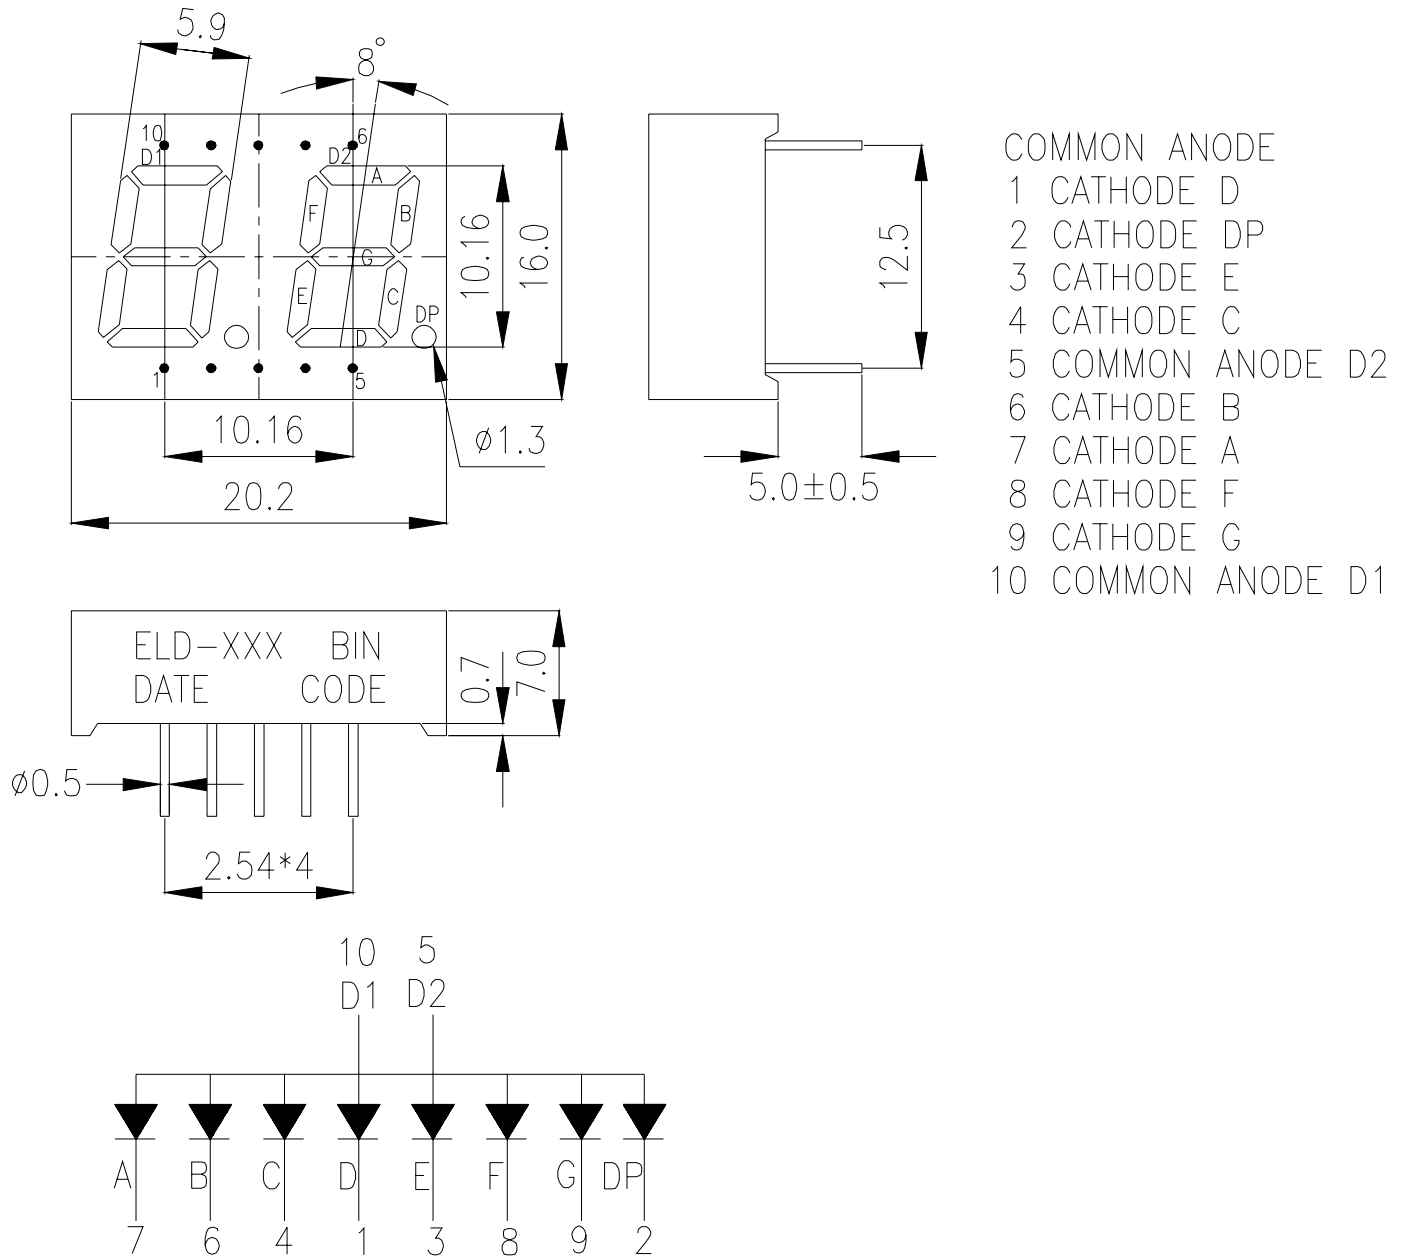 5.9
8°
10
6
D1
D2
A
F
B
G
E
C
DP
D
1
5
10.16
16.0
10.16
ø1.3
20.2
12.5
5.0±0.5
COMMON ANODE
1 CATHODE D
2 CATHODE DP
3 CATHODE E
4 CATHODE C
5 COMMON ANODE D2
6 CATHODE B
7 CATHODE A
8 CATHODE F
9 CATHODE G
10 COMMON ANODE D1
ELD-XXX BIN
DATE CODE
0.7
7.0
ø0.5
2.54*4
10 5
D1 D2
A B C D E F G DP
7 6 4 1 3 8 9 2